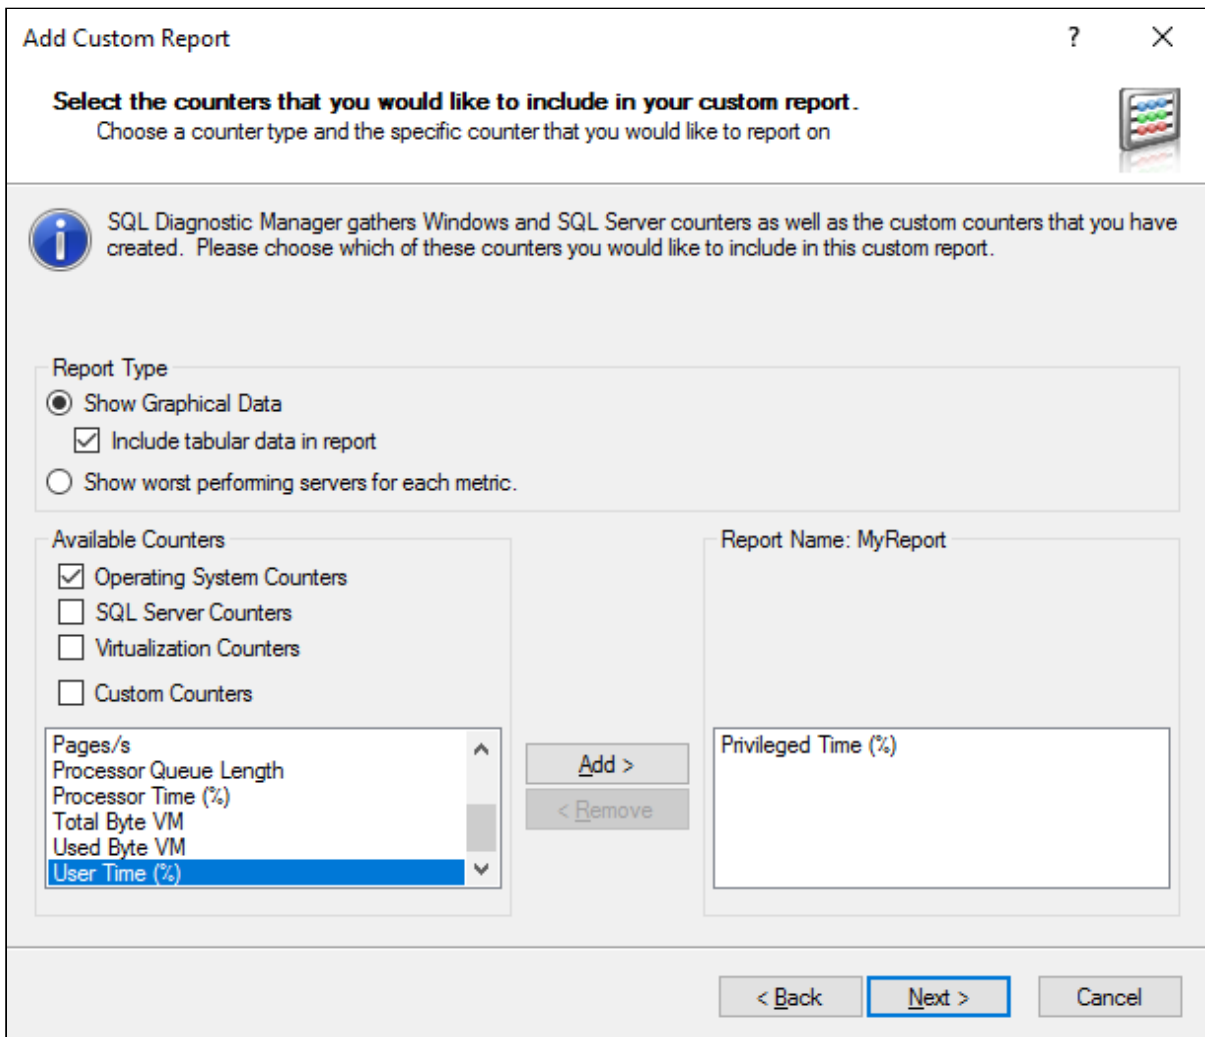 Add Custom Report
?
Select the counters that you would like to include in your custom report.
Choose a counter type and the specific counter that you would like to report on
SQL Diagnostic Manager gathers Windows and SQL Server counters as well as the custom counters that you have
created. Please choose which of these counters you would like to include in this custom report.
Report Type
Show Graphical Data
Include tabular data in report
Show worst performing servers for each metric.
Available Counters
Operating System Counters
SQL Server Counters
Virtualization Counters
Custom Counters
Pages/s
Processor Queue Length
Processor Time (%)
Total Byte VM
Used Byte VM
User Time (%)
Add >
< Remove
Report Name: MyReport
Privileged Time (%)
< Back
Next >
Cancel